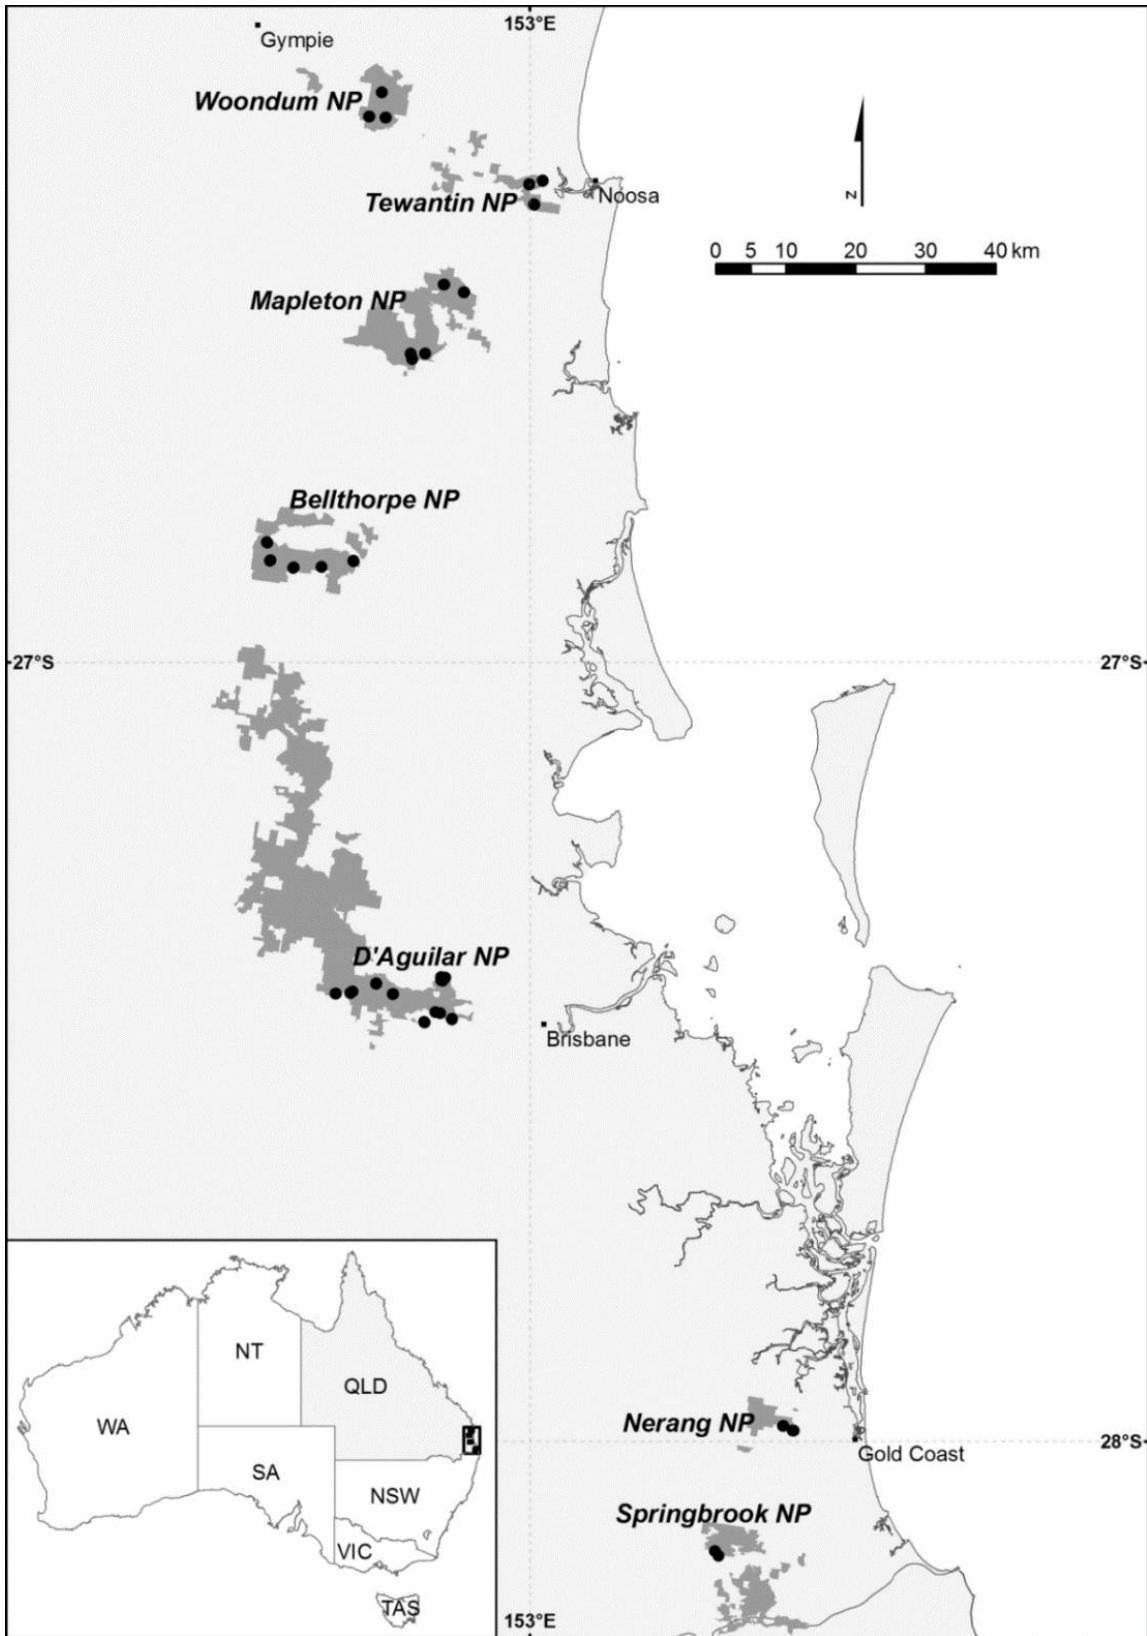 153°E
Gympie
Woondum NP
Tewantin NP
Noosa
N
0 5 10 20 30 40 km
Mapleton NP
Bellthorpe NP
27°S 27°S
D'Aguilar NP
Brisbane
Nerang NP
28°S
Gold Coast
Springbrook NP
153°E
NT
QLD
WA
SA
NSW
VIC
TAS